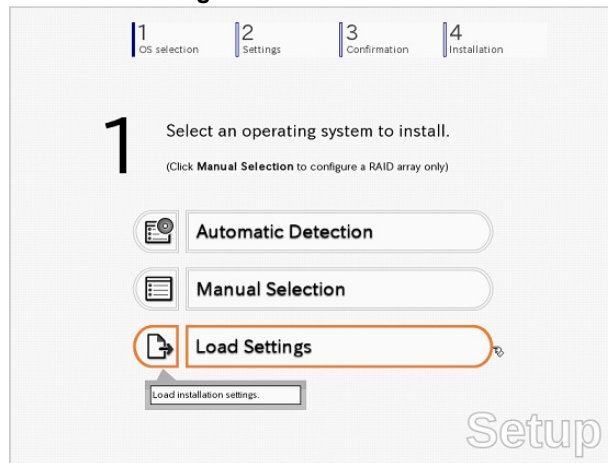 1
OS selection
2
Settings
3
Confirmation
4
Installation
1
Select an operating system to install.
(Click Manual Selection to configure a RAID array only)
Automatic Detection
Manual Selection
Load Settings
Load installation settings.
Setup